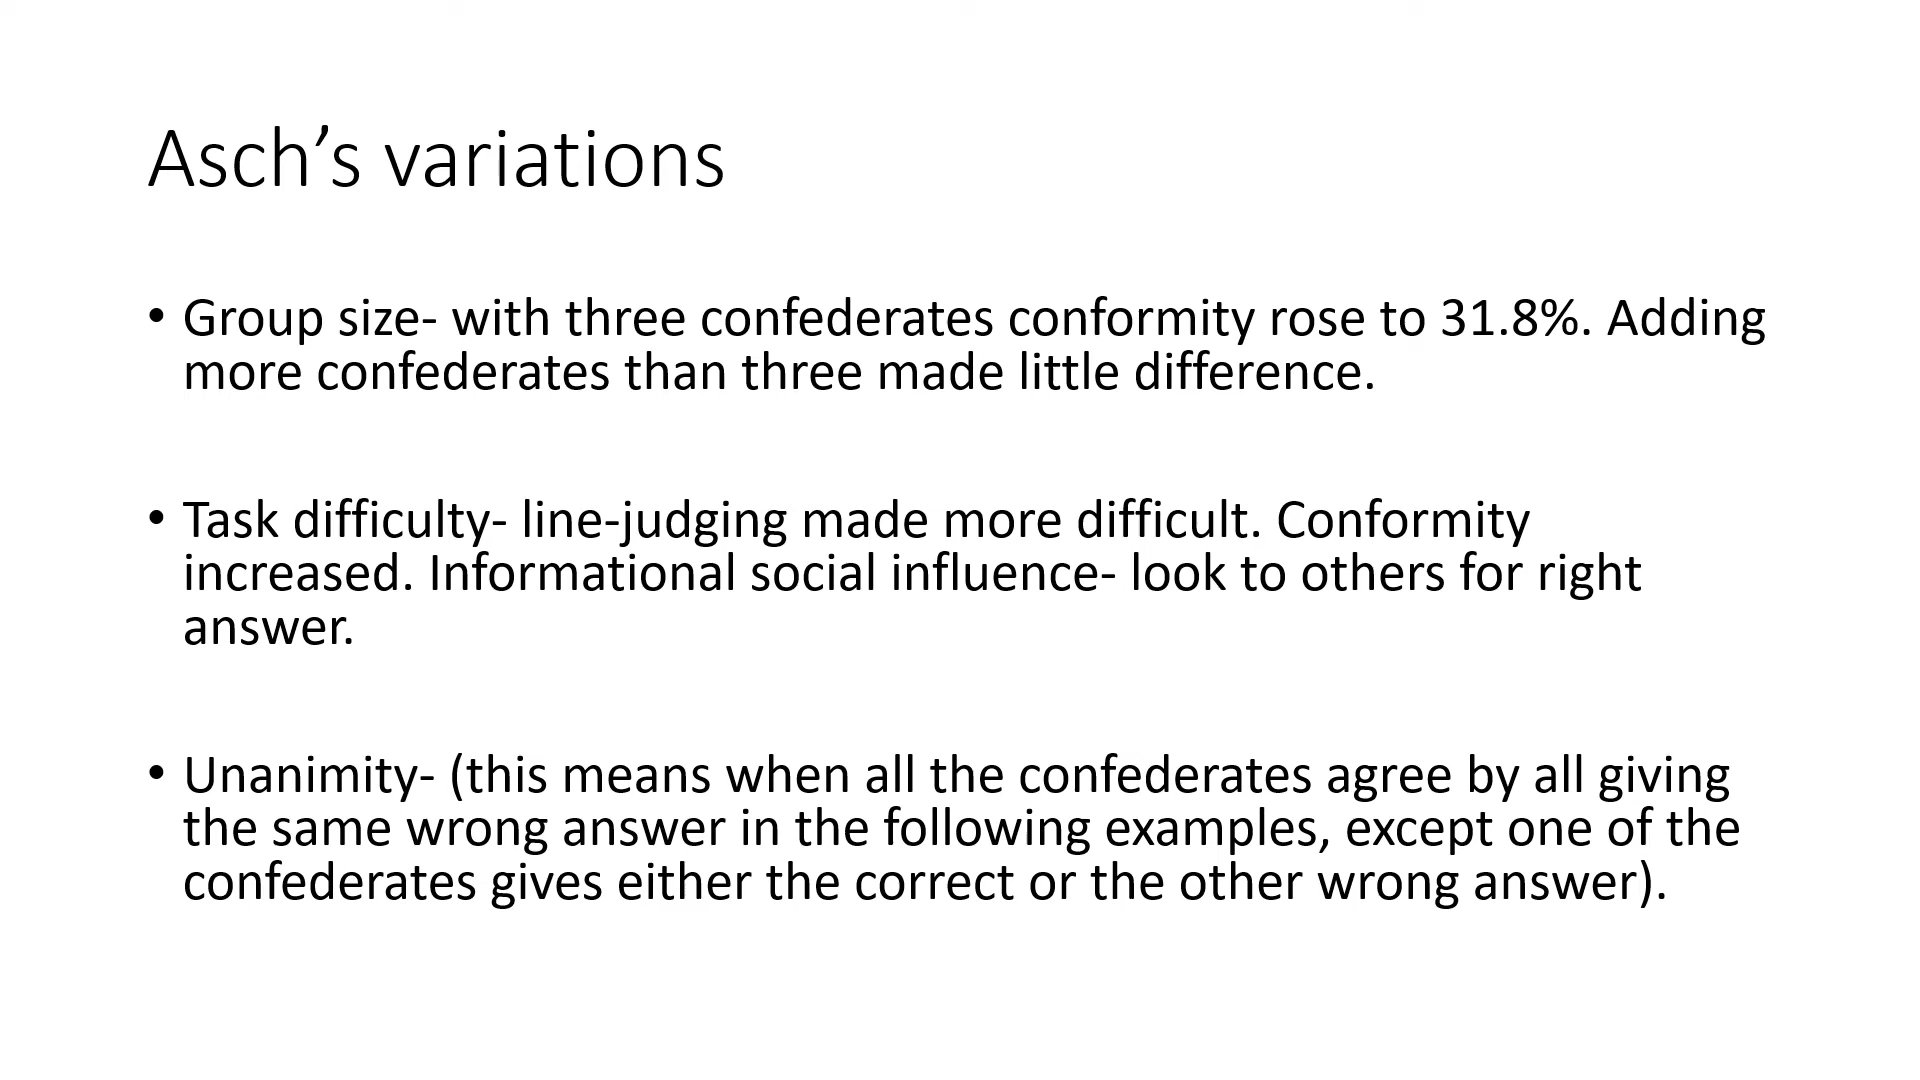 Asch’s variations
• Group size- with three confederates conformity rose to 31.8%. Adding
more confederates than three made little difference.
• Task difficulty- line-judging made more difficult. Conformity
increased. Informational social influence- look to others for right
answer.
• Unanimity- (this means when all the confederates agree by all giving
the same wrong answer in the following examples, except one of the
confederates gives either the correct or the other wrong answer).